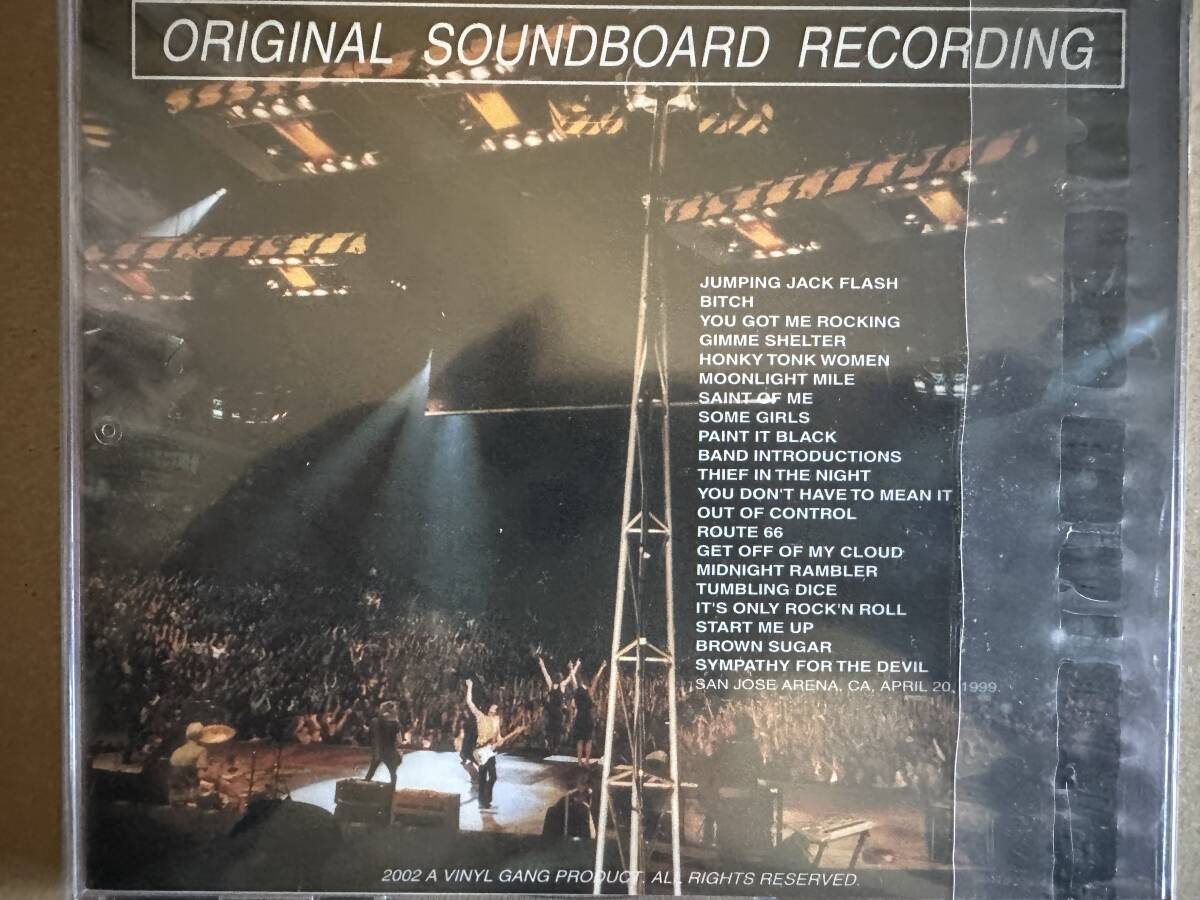 ORIGINAL SOUNDBOARD RECORDING
JUMPING JACK FLASH
BITCH
YOU GOT ME ROCKING
GIMME SHELTER
HONKY TONK WOMEN
MOONLIGHT MILE
SAINT OF ME
SOME GIRLS
PAINT IT BLACK
BAND INTRODUCTIONS
THIEF IN THE NIGHT
YOU DON'T HAVE TO MEAN IT
OUT OF CONTROL
ROUTE 66
GET OFF OF MY CLOUD
MIDNIGHT RAMBLER
TUMBLING DICE
IT'S ONLY ROCK'N ROLL
START ME UP
BROWN SUGAR
SYMPATHY FOR THE DEVIL
SAN JOSE ARENA, CA, APRIL 20, 1999.
2002 A VINYL GANG PRODUCT. ALL RIGHTS RESERVED.